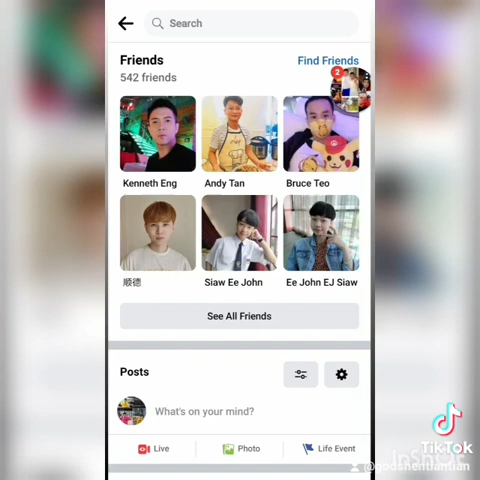 Search
Friends
Find Friends
542 friends
2
Kenneth Eng
Andy Tan
Bruce Teo
顺德
Siaw Ee John
Ee John EJ Siaw
See All Friends
Posts
What's on your mind?
Live
Photo
Life Event
TikTok
InShOt
@godshentiantian